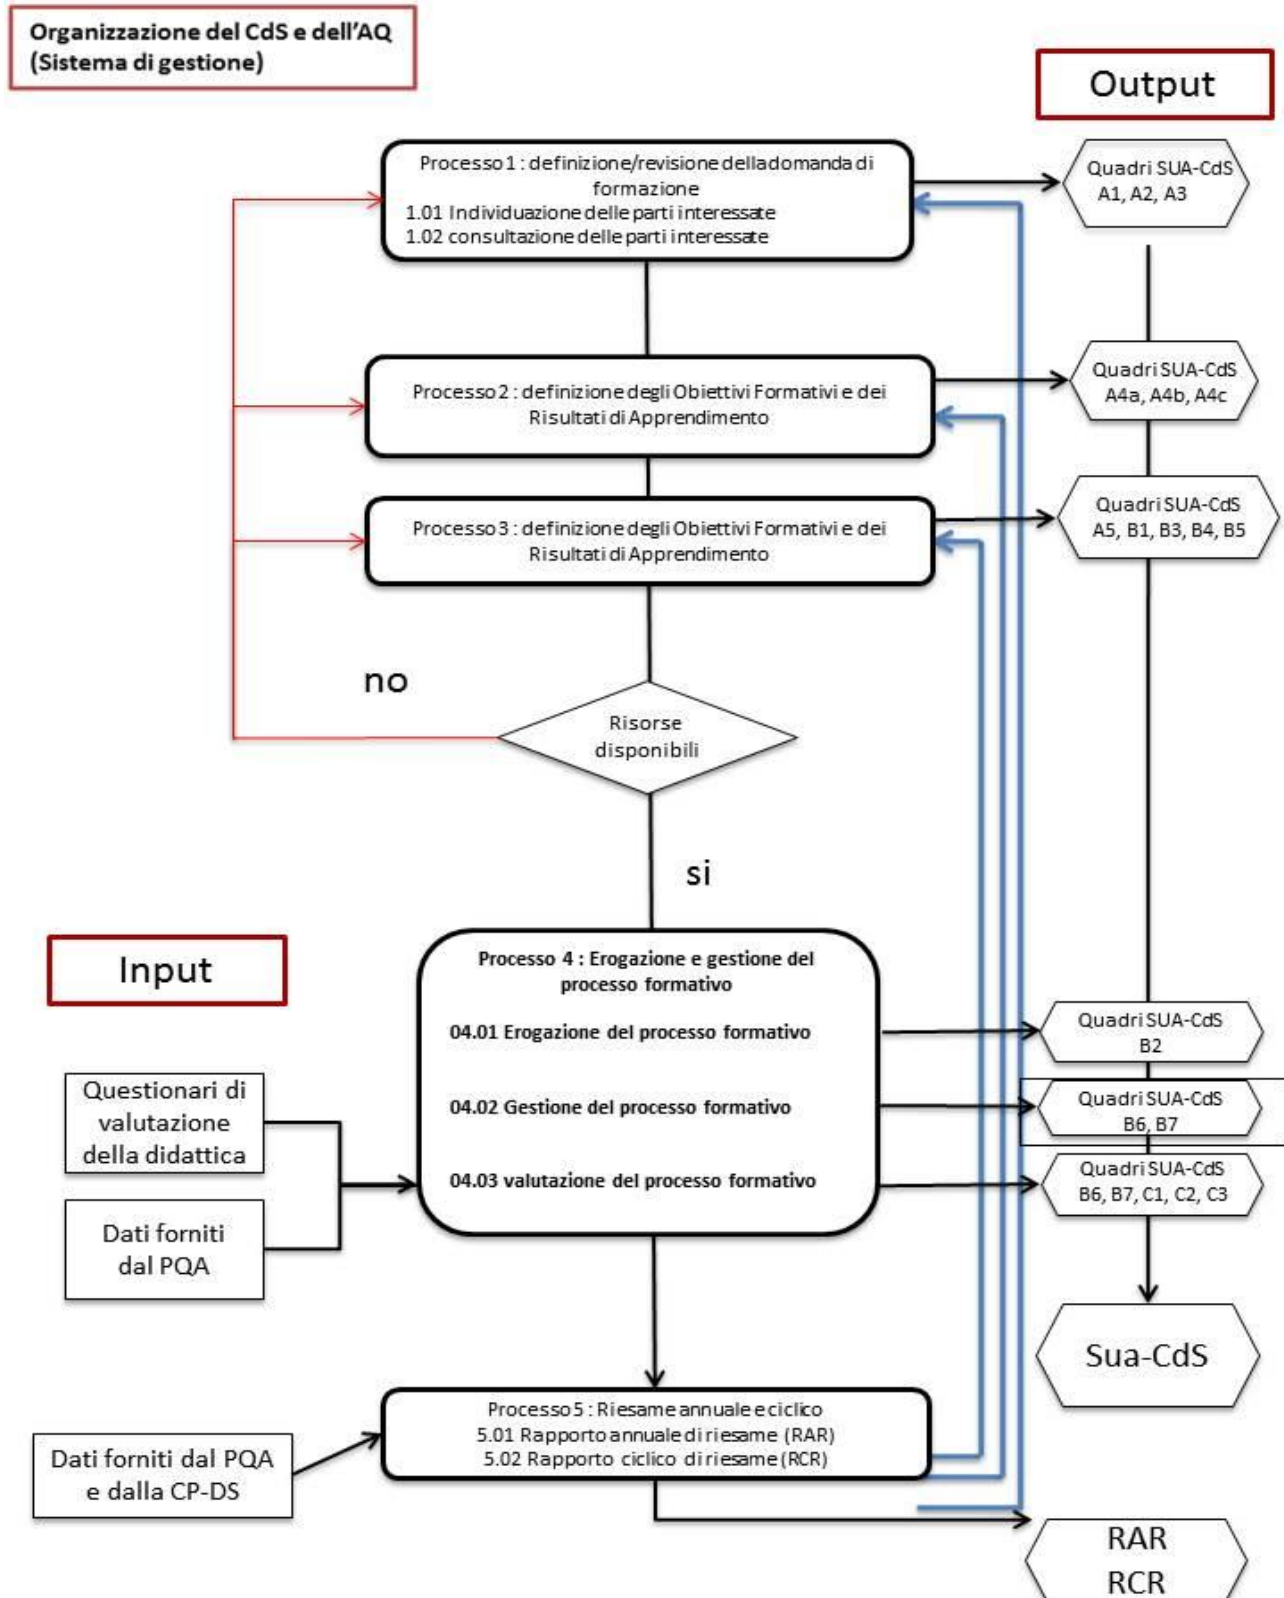 Organizzazione del CdS e dell'AQ
(Sistema di gestione)
Output
Processo 1 : definizione/revisione della domanda di
formazione
1.01 Individuazione delle parti interessate
1.02 consultazione delle parti interessate
Quadri SUA-CdS
A1, A2, A3
Processo 2 : definizione degli Obiettivi Formativi e dei
Risultati di Apprendimento
Quadri SUA-CdS
A4a, A4b, A4c
Processo 3 : definizione degli Obiettivi Formativi e dei
Risultati di Apprendimento
Quadri SUA-CdS
A5, B1, B3, B4, B5
no
Risorse
disponibili
si
Input
Processo 4 : Erogazione e gestione del
processo formativo
04.01 Erogazione del processo formativo
04.02 Gestione del processo formativo
04.03 valutazione del processo formativo
Quadri SUA-CdS
B2
Quadri SUA-CdS
B6, B7
Quadri SUA-CdS
B6, B7, C1, C2, C3
Questionari di
valutazione
della didattica
Dati forniti
dal PQA
Sua-CdS
Processo 5 : Riesame annuale e ciclico
5.01 Rapporto annuale di riesame (RAR)
5.02 Rapporto ciclico di riesame (RCR)
Dati forniti dal PQA
e dalla CP-DS
RAR
RCR